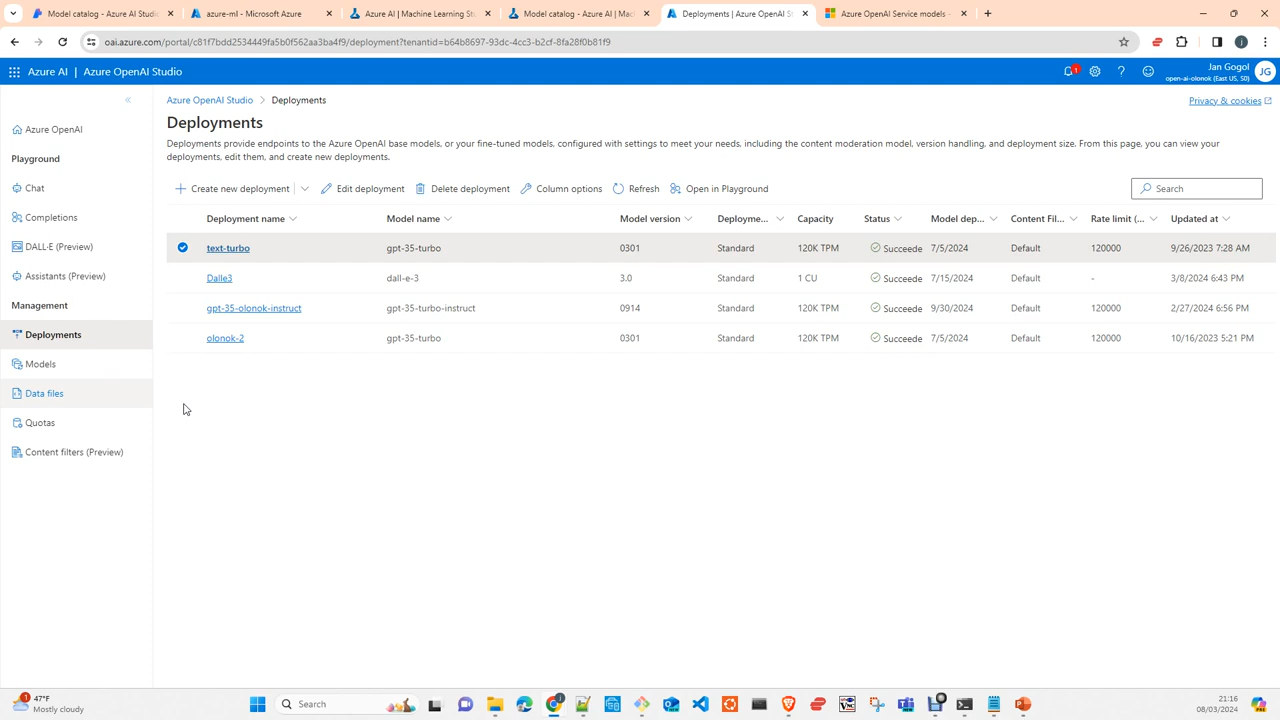 Model catalog - Azure AI Studio
azure-ml - Microsoft Azure
Azure AI | Machine Learning Stu
Model catalog - Azure AI | Mach
Deployments | Azure OpenAI St
Azure OpenAI Service models -
oai.azure.com/portal/c81f7bdd2534449fa5b0f562aa3ba4f9/deployment?tenantid=b64b8697-93dc-4cc3-b2cf-8fa28f0b81f9
Azure AI | Azure OpenAI Studio
1
Jan Gogol
open-ai-olonok (East US, S0)
JG
Azure OpenAI Studio > Deployments
Privacy & cookies
Azure OpenAI
Playground
Chat
Completions
DALL-E (Preview)
Assistants (Preview)
Management
Deployments
Models
Data files
Quotas
Content filters (Preview)
Deployments
Deployments provide endpoints to the Azure OpenAI base models, or your fine-tuned models, configured with settings to meet your needs, including the content moderation model, version handling, and deployment size. From this page, you can view your
deployments, edit them, and create new deployments.
Create new deployment Edit deployment Delete deployment Column options Refresh Open in Playground Search
Deployment name Model name Model version Deployme... Capacity Status Model dep... Content Fil... Rate limit (... Updated at
text-turbo gpt-35-turbo 0301 Standard 120K TPM Succeede 7/5/2024 Default 120000 9/26/2023 7:28 AM
Dalle3 dall-e-3 3.0 Standard 1 CU Succeede 7/15/2024 Default - 3/8/2024 6:43 PM
gpt-35-olonok-instruct gpt-35-turbo-instruct 0914 Standard 120K TPM Succeede 9/30/2024 Default 120000 2/27/2024 6:56 PM
olonok-2 gpt-35-turbo 0301 Standard 120K TPM Succeede 7/5/2024 Default 120000 10/16/2023 5:21 PM
1
47°F
Mostly cloudy
Search
21:16
08/03/2024